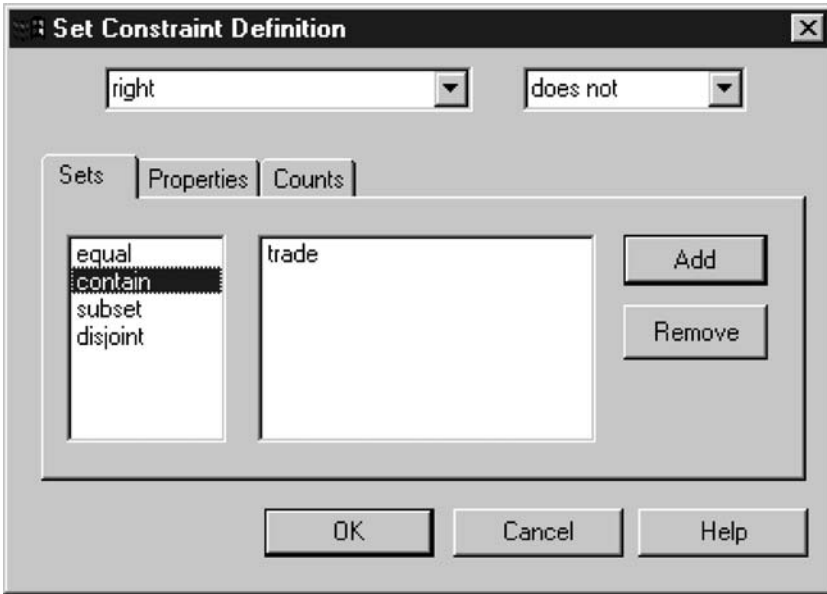 Set Constraint Definition
right does not
Sets Properties Counts
equal trade Add
contain
subset Remove
disjoint
OK Cancel Help